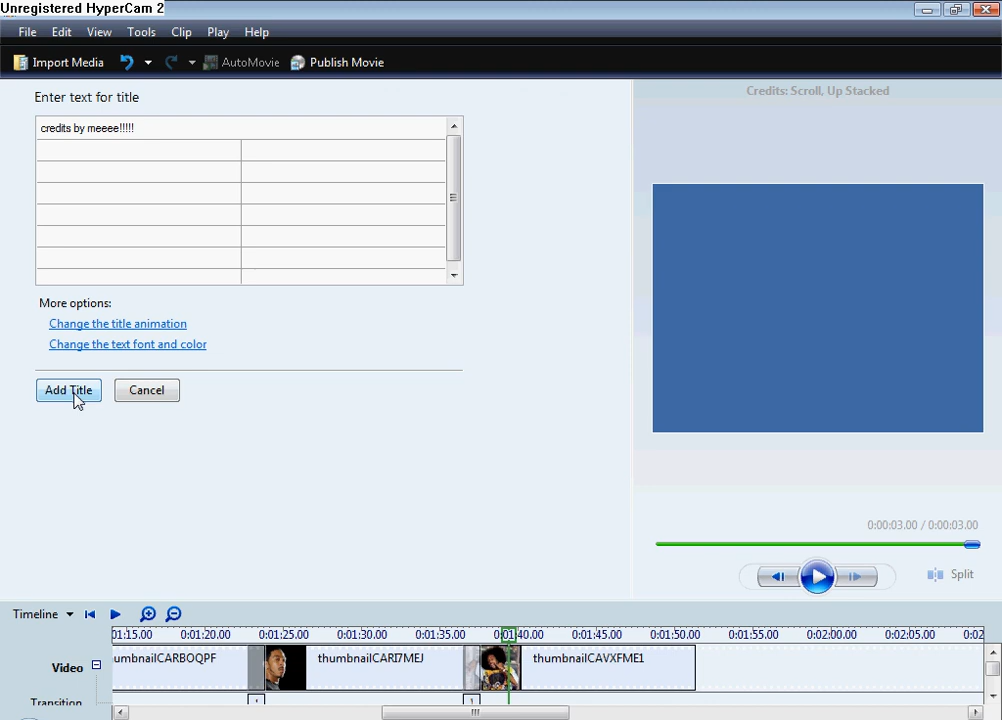 Unregistered HyperCam 2
File Edit View Tools Clip Play Help
Import Media AutoMovie Publish Movie
Enter text for title
Credits: Scroll, Up Stacked
credits by meeee!!!!!
More options:
Change the title animation
Change the text font and color
Add Title Cancel
0:00:03.00 / 0:00:03.00
Split
Timeline
01:15.00 0:01:20.00 0:01:25.00 0:01:30.00 0:01:35.00 0:01:40.00 0:01:45.00 0:01:50.00 0:01:55.00 0:02:00.00 0:02:05.00 0:02
Video umbnailCARBOQPF thumbnailCARI7MEJ thumbnailCAVXFME1
Transition